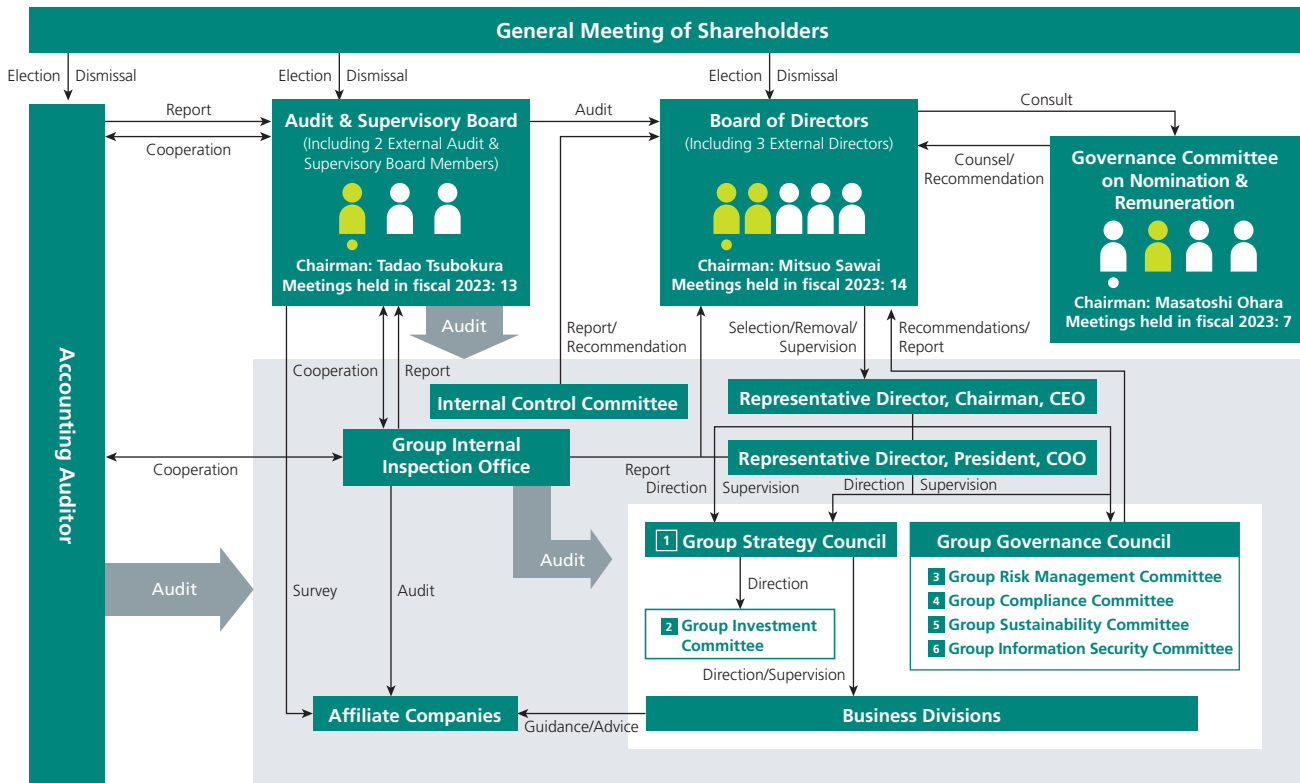 General Meeting of Shareholders
Election
Dismissal
Election
Dismissal
Election
Dismissal
Accounting Auditor
Report
Cooperation
Audit & Supervisory Board
(Including 2 External Audit &
Supervisory Board Members)
Chairman: Tadao Tsubokura
Meetings held in fiscal 2023: 13
Audit
Board of Directors
(Including 3 External Directors)
Chairman: Mitsuo Sawai
Meetings held in fiscal 2023: 14
Consult
Counsel/
Recommendation
Governance Committee
on Nomination &
Remuneration
Chairman: Masatoshi Ohara
Meetings held in fiscal 2023: 7
Audit
Cooperation
Report
Report/
Recommendation
Selection/Removal/
Supervision
Recommendations/
Report
Internal Control Committee
Representative Director, Chairman, CEO
Group Internal
Inspection Office
Representative Director, President, COO
Cooperation
Report
Direction
Supervision
Direction
Supervision
Audit
Audit
1 Group Strategy Council
Group Governance Council
3 Group Risk Management Committee
4 Group Compliance Committee
5 Group Sustainability Committee
6 Group Information Security Committee
Direction
2 Group Investment
Committee
Survey
Audit
Direction/Supervision
Affiliate Companies
Guidance/Advice
Business Divisions